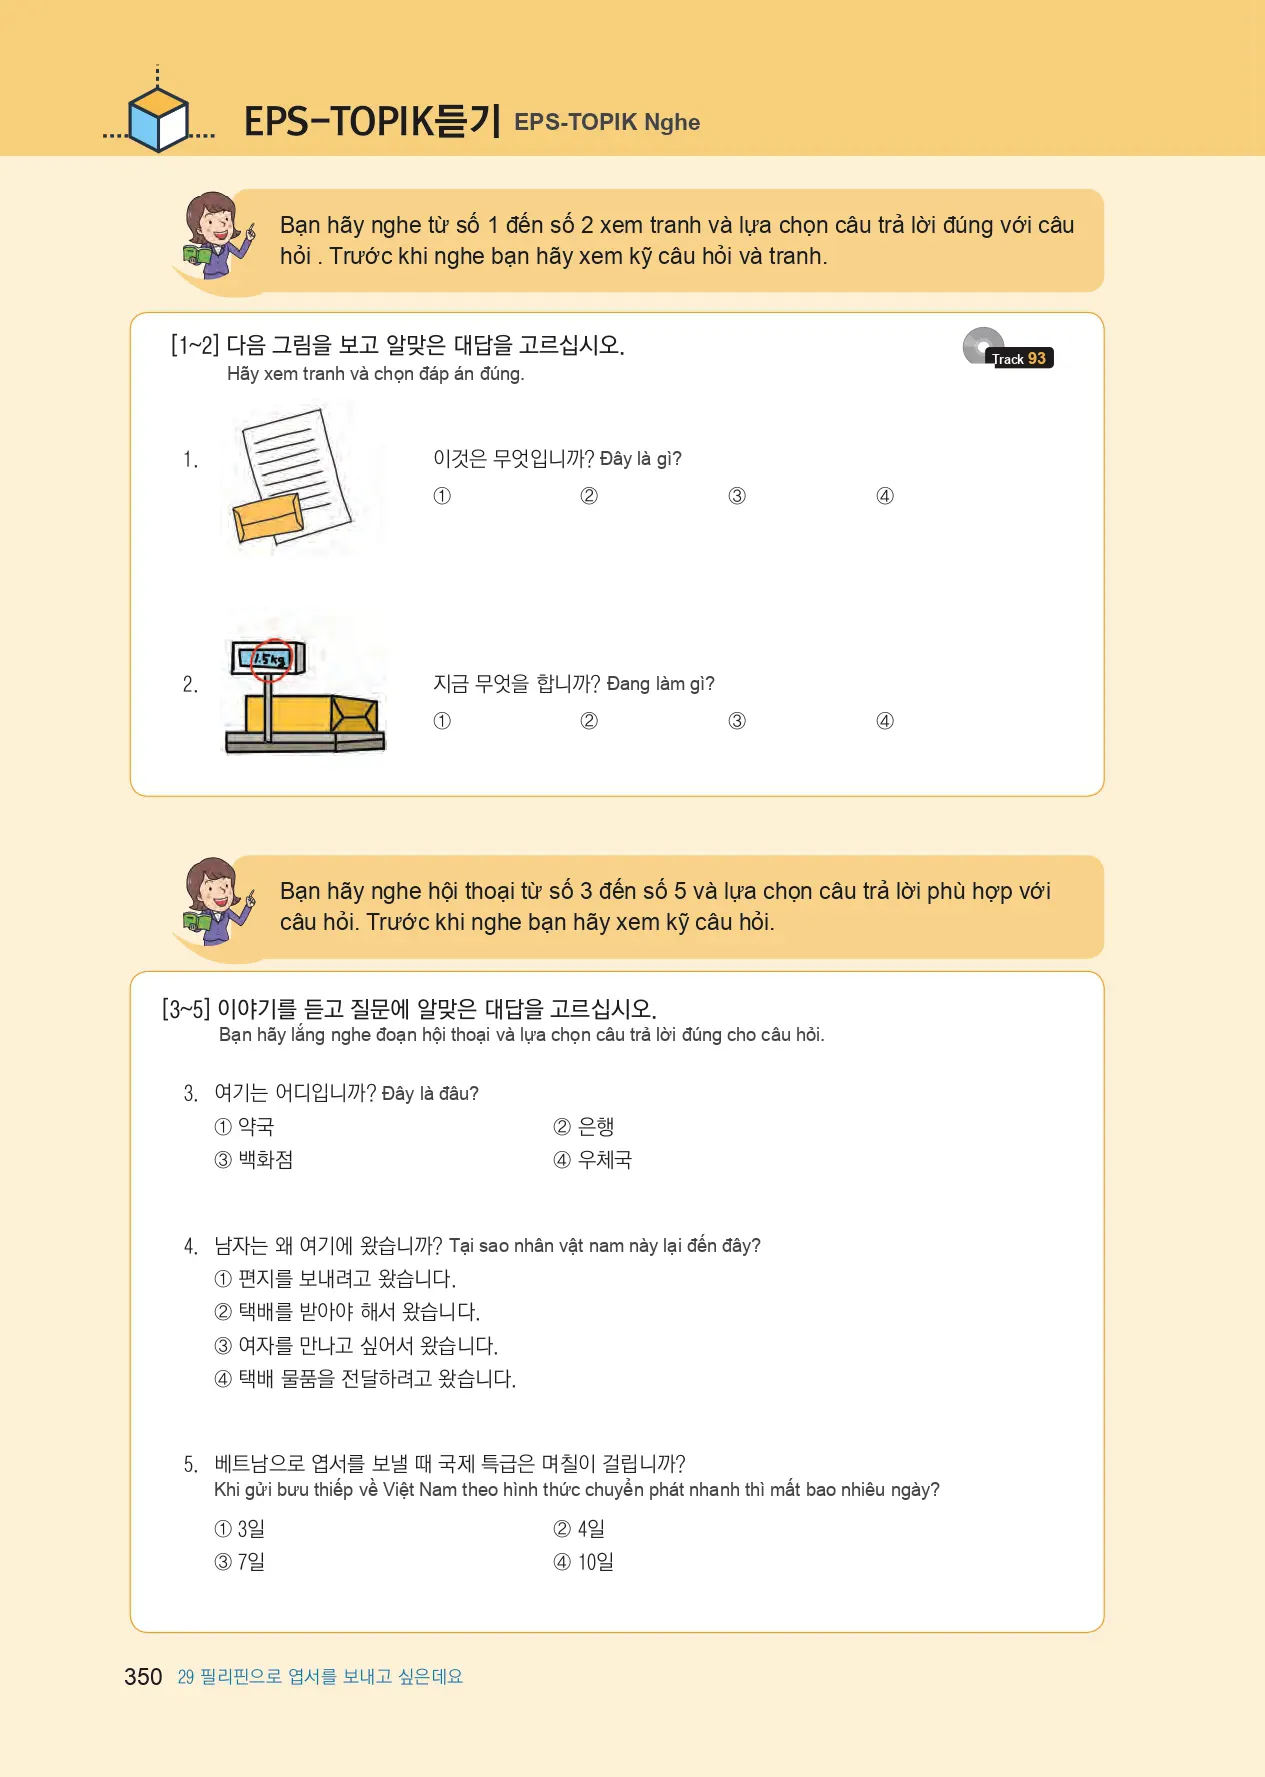 EPS-TOPIK듣기 EPS-TOPIK Nghe
Bạn hãy nghe từ số 1 đến số 2 xem tranh và lựa chọn câu trả lời đúng với câu
hỏi . Trước khi nghe bạn hãy xem kỹ câu hỏi và tranh.
[1~2] 다음 그림을 보고 알맞은 대답을 고르십시오.
Track 93
Hãy xem tranh và chọn đáp án đúng.
1. 이것은 무엇입니까? Đây là gì?
① ② ③ ④
1.5kg
2. 지금 무엇을 합니까? Đang làm gì?
① ② ③ ④
Bạn hãy nghe hội thoại từ số 3 đến số 5 và lựa chọn câu trả lời phù hợp với
câu hỏi. Trước khi nghe bạn hãy xem kỹ câu hỏi.
[3~5] 이야기를 듣고 질문에 알맞은 대답을 고르십시오.
Bạn hãy lắng nghe đoạn hội thoại và lựa chọn câu trả lời đúng cho câu hỏi.
3. 여기는 어디입니까? Đây là đâu?
① 약국 ② 은행
③ 백화점 ④ 우체국
4. 남자는 왜 여기에 왔습니까? Tại sao nhân vật nam này lại đến đây?
① 편지를 보내려고 왔습니다.
② 택배를 받아야 해서 왔습니다.
③ 여자를 만나고 싶어서 왔습니다.
④ 택배 물품을 전달하려고 왔습니다.
5. 베트남으로 엽서를 보낼 때 국제 특급은 며칠이 걸립니까?
Khi gửi bưu thiếp về Việt Nam theo hình thức chuyển phát nhanh thì mất bao nhiêu ngày?
① 3일 ② 4일
③ 7일 ④ 10일
350 29 필리핀으로 엽서를 보내고 싶은데요